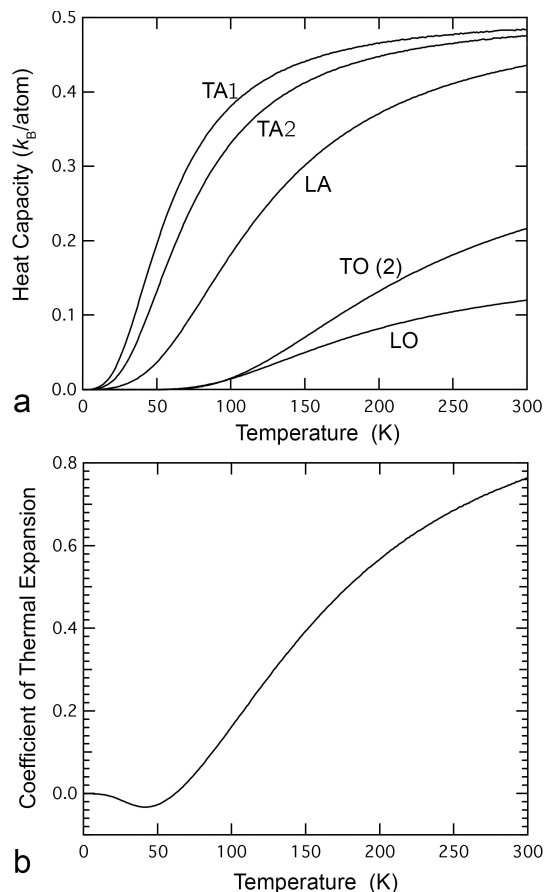 0.5
0.4
0.3
0.2
0.1
0.0
Heat Capacity (k_B/atom)
TA1
TA2
LA
TO (2)
LO
0 50 100 150 200 250 300
Temperature (K)
a
0.8
0.6
0.4
0.2
0.0
Coefficient of Thermal Expansion
0 50 100 150 200 250 300
Temperature (K)
b